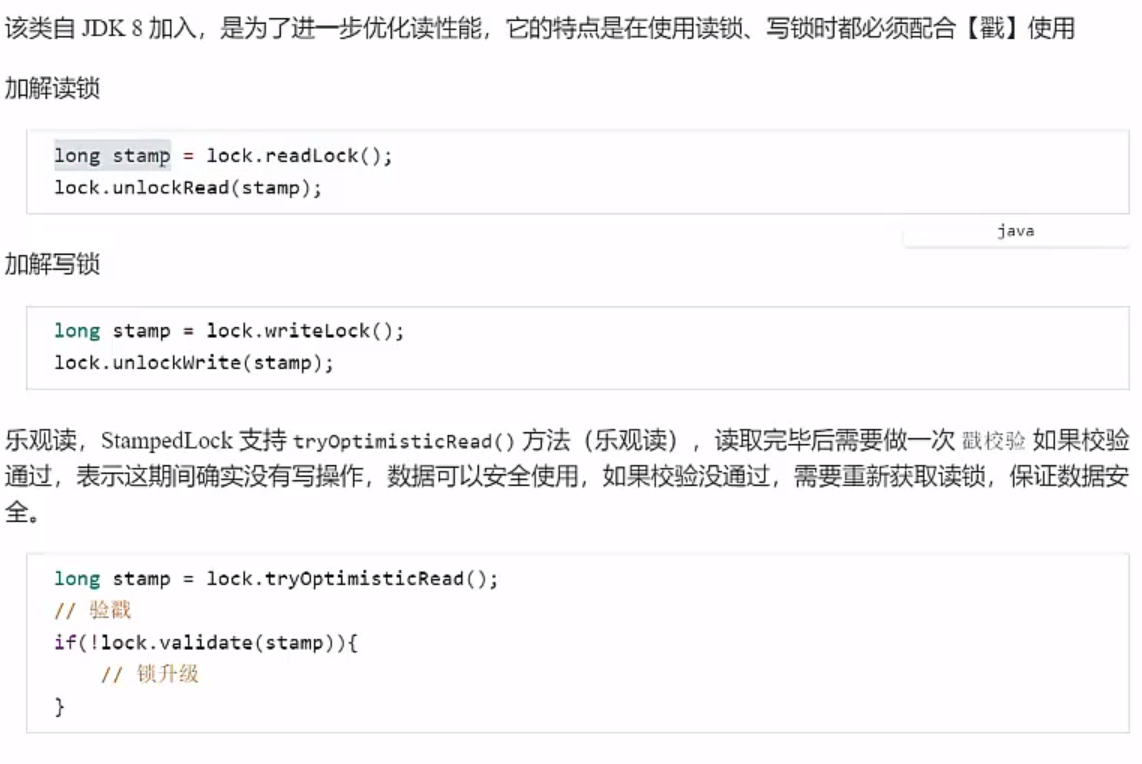 该类自 JDK 8 加入，是为了进一步优化读性能，它的特点是在使用读锁、写锁时都必须配合【戳】使用
加解读锁
long stamp = lock.readLock();
lock.unlockRead(stamp);
java
加解写锁
long stamp = lock.writeLock();
lock.unlockWrite(stamp);
乐观读，StampedLock 支持 tryOptimisticRead() 方法（乐观读），读取完毕后需要做一次 戳校验 如果校验
通过，表示这期间确实没有写操作，数据可以安全使用，如果校验没通过，需要重新获取读锁，保证数据安
全。
long stamp = lock.tryOptimisticRead();
// 验戳
if(!lock.validate(stamp)){
    // 锁升级
}